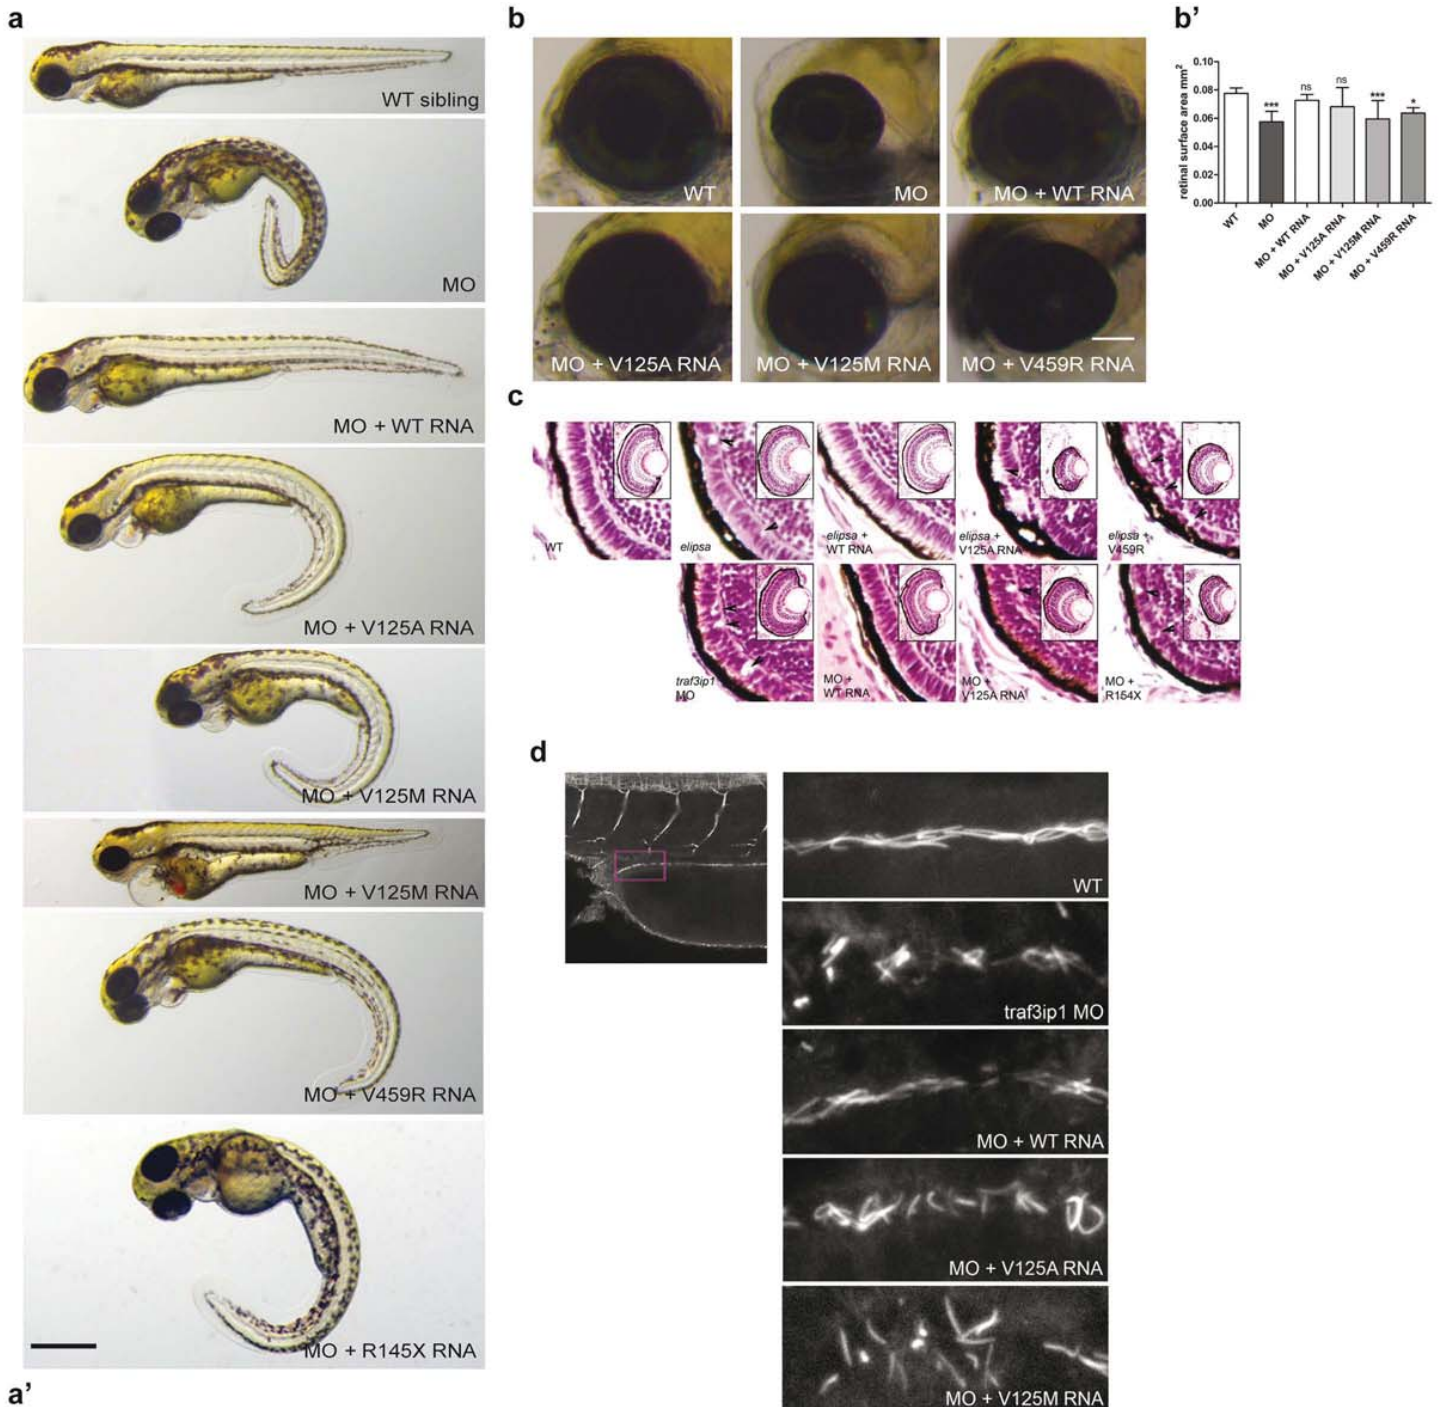 a
WT sibling
MO
MO + WT RNA
MO + V125A RNA
MO + V125M RNA
MO + V125M RNA
MO + V459R RNA
MO + R145X RNA
a’
b
WT
MO
MO + WT RNA
MO + V125A RNA
MO + V125M RNA
MO + V459R RNA
b’
retinal surface area mm²
0.10
0.08
0.06
0.04
0.02
0.00
***
ns
ns
***
*
WT
MO
MO + WT RNA
MO + V125A RNA
MO + V125M RNA
MO + V459R RNA
c
WT
elipsa
elipsa +
WT RNA
elipsa +
V125A RNA
elipsa +
V459R
traf3ip1
MO
MO +
WT RNA
MO +
V125A RNA
MO +
R154X
d
WT
traf3ip1 MO
MO + WT RNA
MO + V125A RNA
MO + V125M RNA